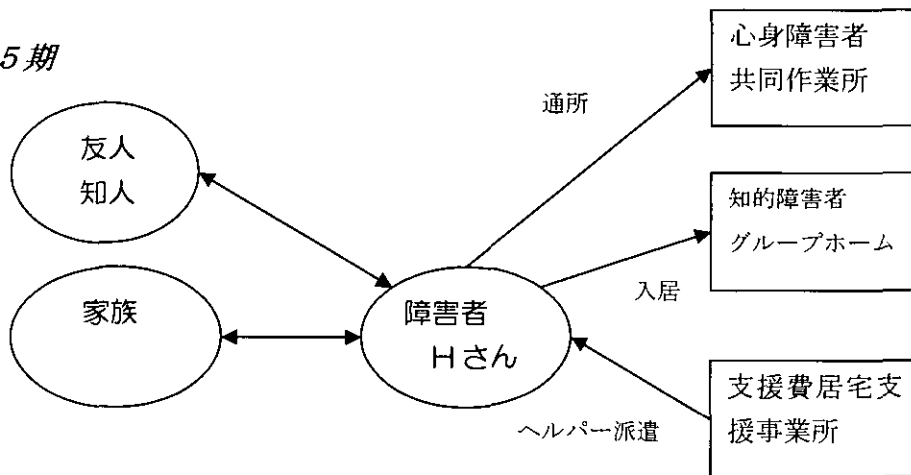 5期
友人
知人
家族
障害者
Hさん
通所
入居
ヘルパー派遣
心身障害者
共同作業所
知的障害者
グループホーム
支援費居宅支
援事業所